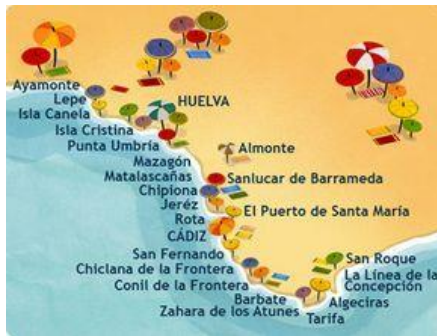 Ayamonte
Lepe
Isla Canela
HUELVA
Isla Cristina
Punta Umbría
Almonte
Mazagón
Matalascañas
Sanlucar de Barrameda
Chipiona
Jeréz
El Puerto de Santa María
Rota
CÁDIZ
San Fernando
San Roque
Chiclana de la Frontera
La Línea de la
Concepción
Conil de la Frontera
Barbate
Algeciras
Zahara de los Atunes
Tarifa